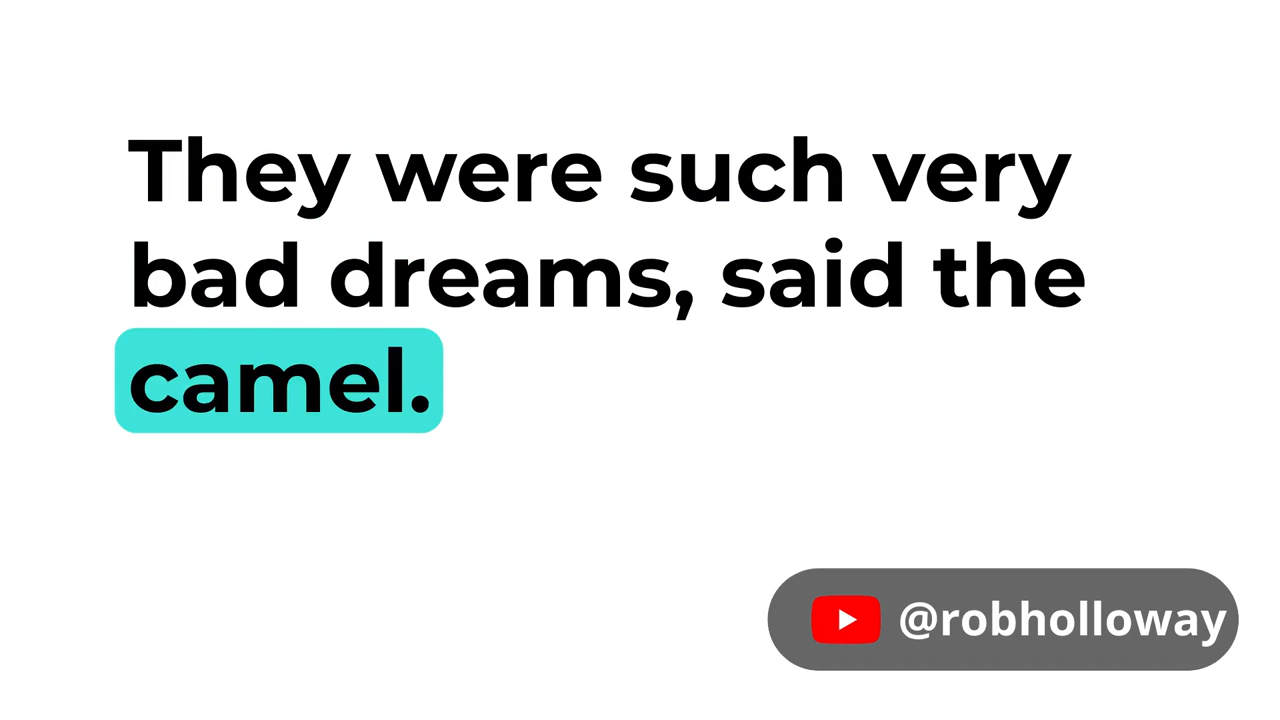 They were such very
bad dreams, said the
camel.
@robholloway